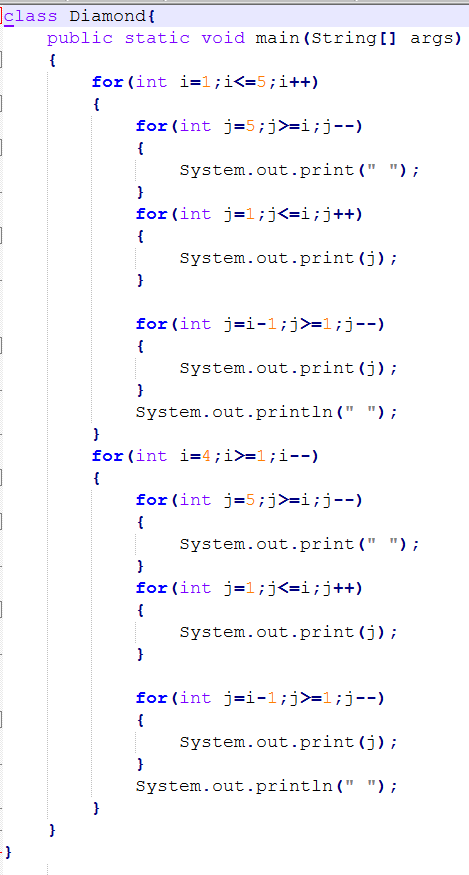 class Diamond{
    public static void main(String[] args)
    {
        for(int i=1;i<=5;i++)
        {
            for(int j=5;j>=i;j--)
            {
                System.out.print(" ");
            }
            for(int j=1;j<=i;j++)
            {
                System.out.print(j);
            }

            for(int j=i-1;j>=1;j--)
            {
                System.out.print(j);
            }
            System.out.println(" ");
        }
        for(int i=4;i>=1;i--)
        {
            for(int j=5;j>=i;j--)
            {
                System.out.print(" ");
            }
            for(int j=1;j<=i;j++)
            {
                System.out.print(j);
            }

            for(int j=i-1;j>=1;j--)
            {
                System.out.print(j);
            }
            System.out.println(" ");
        }
    }
}